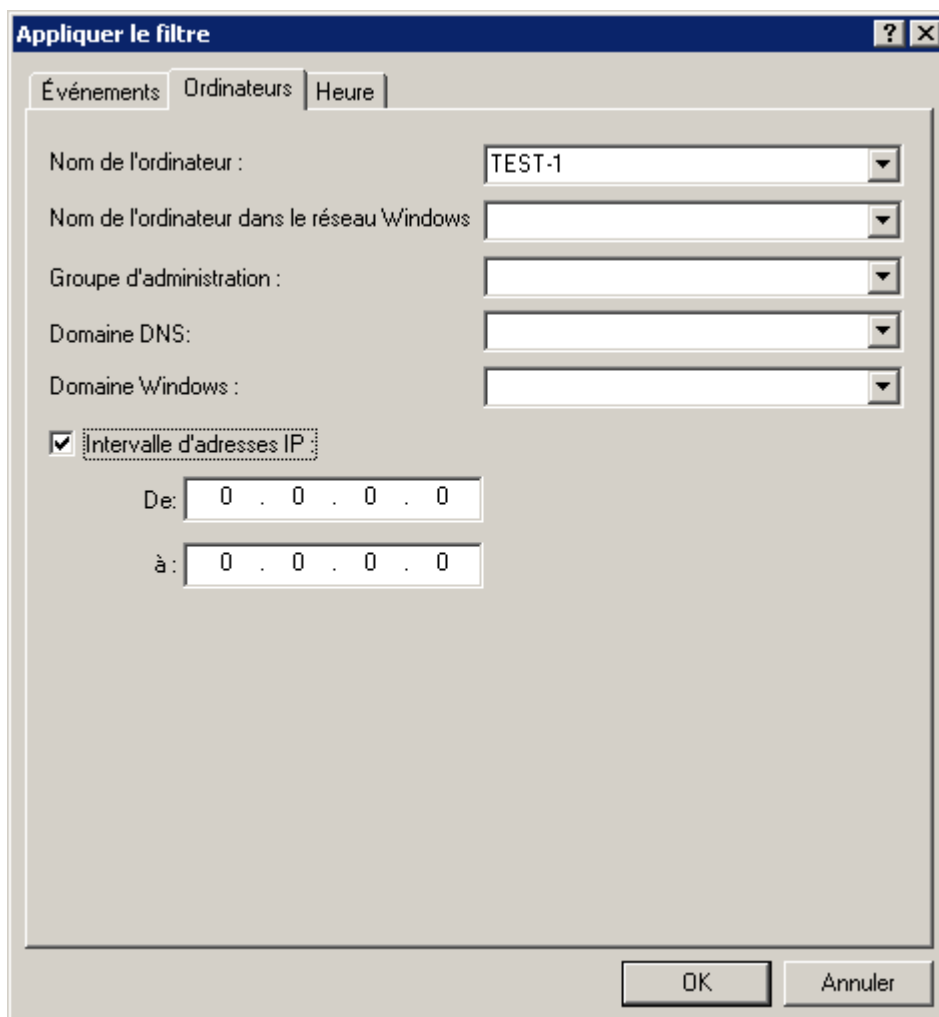 Appliquer le filtre
Événements Ordinateurs Heure
Nom de l'ordinateur : TEST-1
Nom de l'ordinateur dans le réseau Windows
Groupe d'administration :
Domaine DNS:
Domaine Windows :
Intervalle d'adresses IP :
De: 0 . 0 . 0 . 0
à : 0 . 0 . 0 . 0
OK Annuler